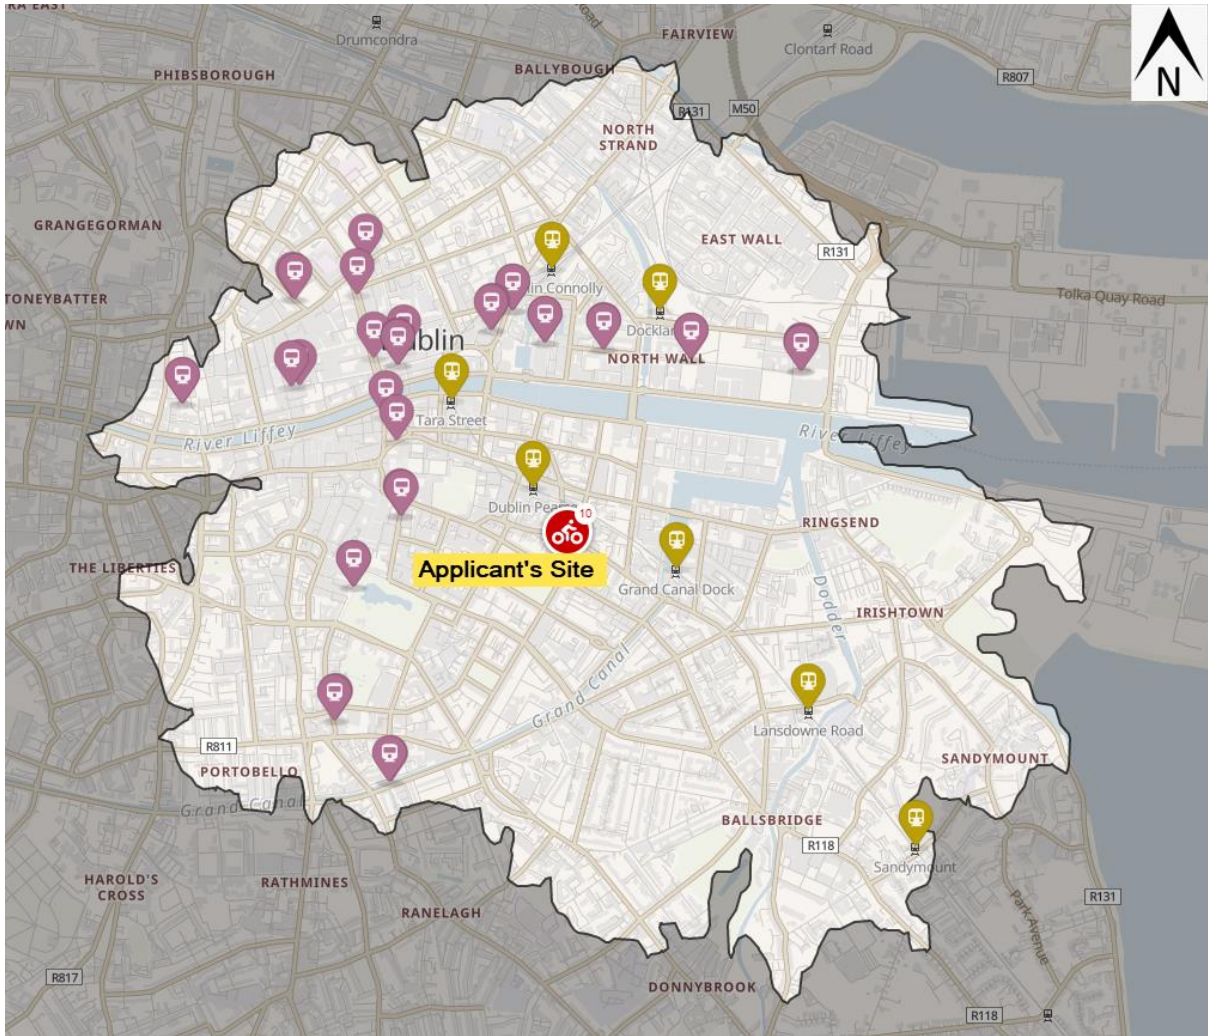 Drumcondra
FAIRVIEW
Clontarf Road
N
PHIBSBOROUGH
BALLYBOUGH
R807
R131
M50
NORTH
STRAND
GRANGEGORMAN
EAST WALL
R131
Tolka Quay Road
Connolly
NORTH WALL
River Liffey
Tara Street
River Liffey
Dublin
10
RINGSEND
Applicant's Site
THE LIBERTIES
Grand Canal Dock
Dodder
IRISHTOWN
Grand Canal
Lansdowne Road
R811
PORTOBELLO
SANDYMOUNT
Grand Canal
BALLSBRIDGE
R118
Sandymount
HAROLD'S
CROSS
RATHMINES
RANELAGH
Park Avenue
R131
R817
DONNYBROOK
R118